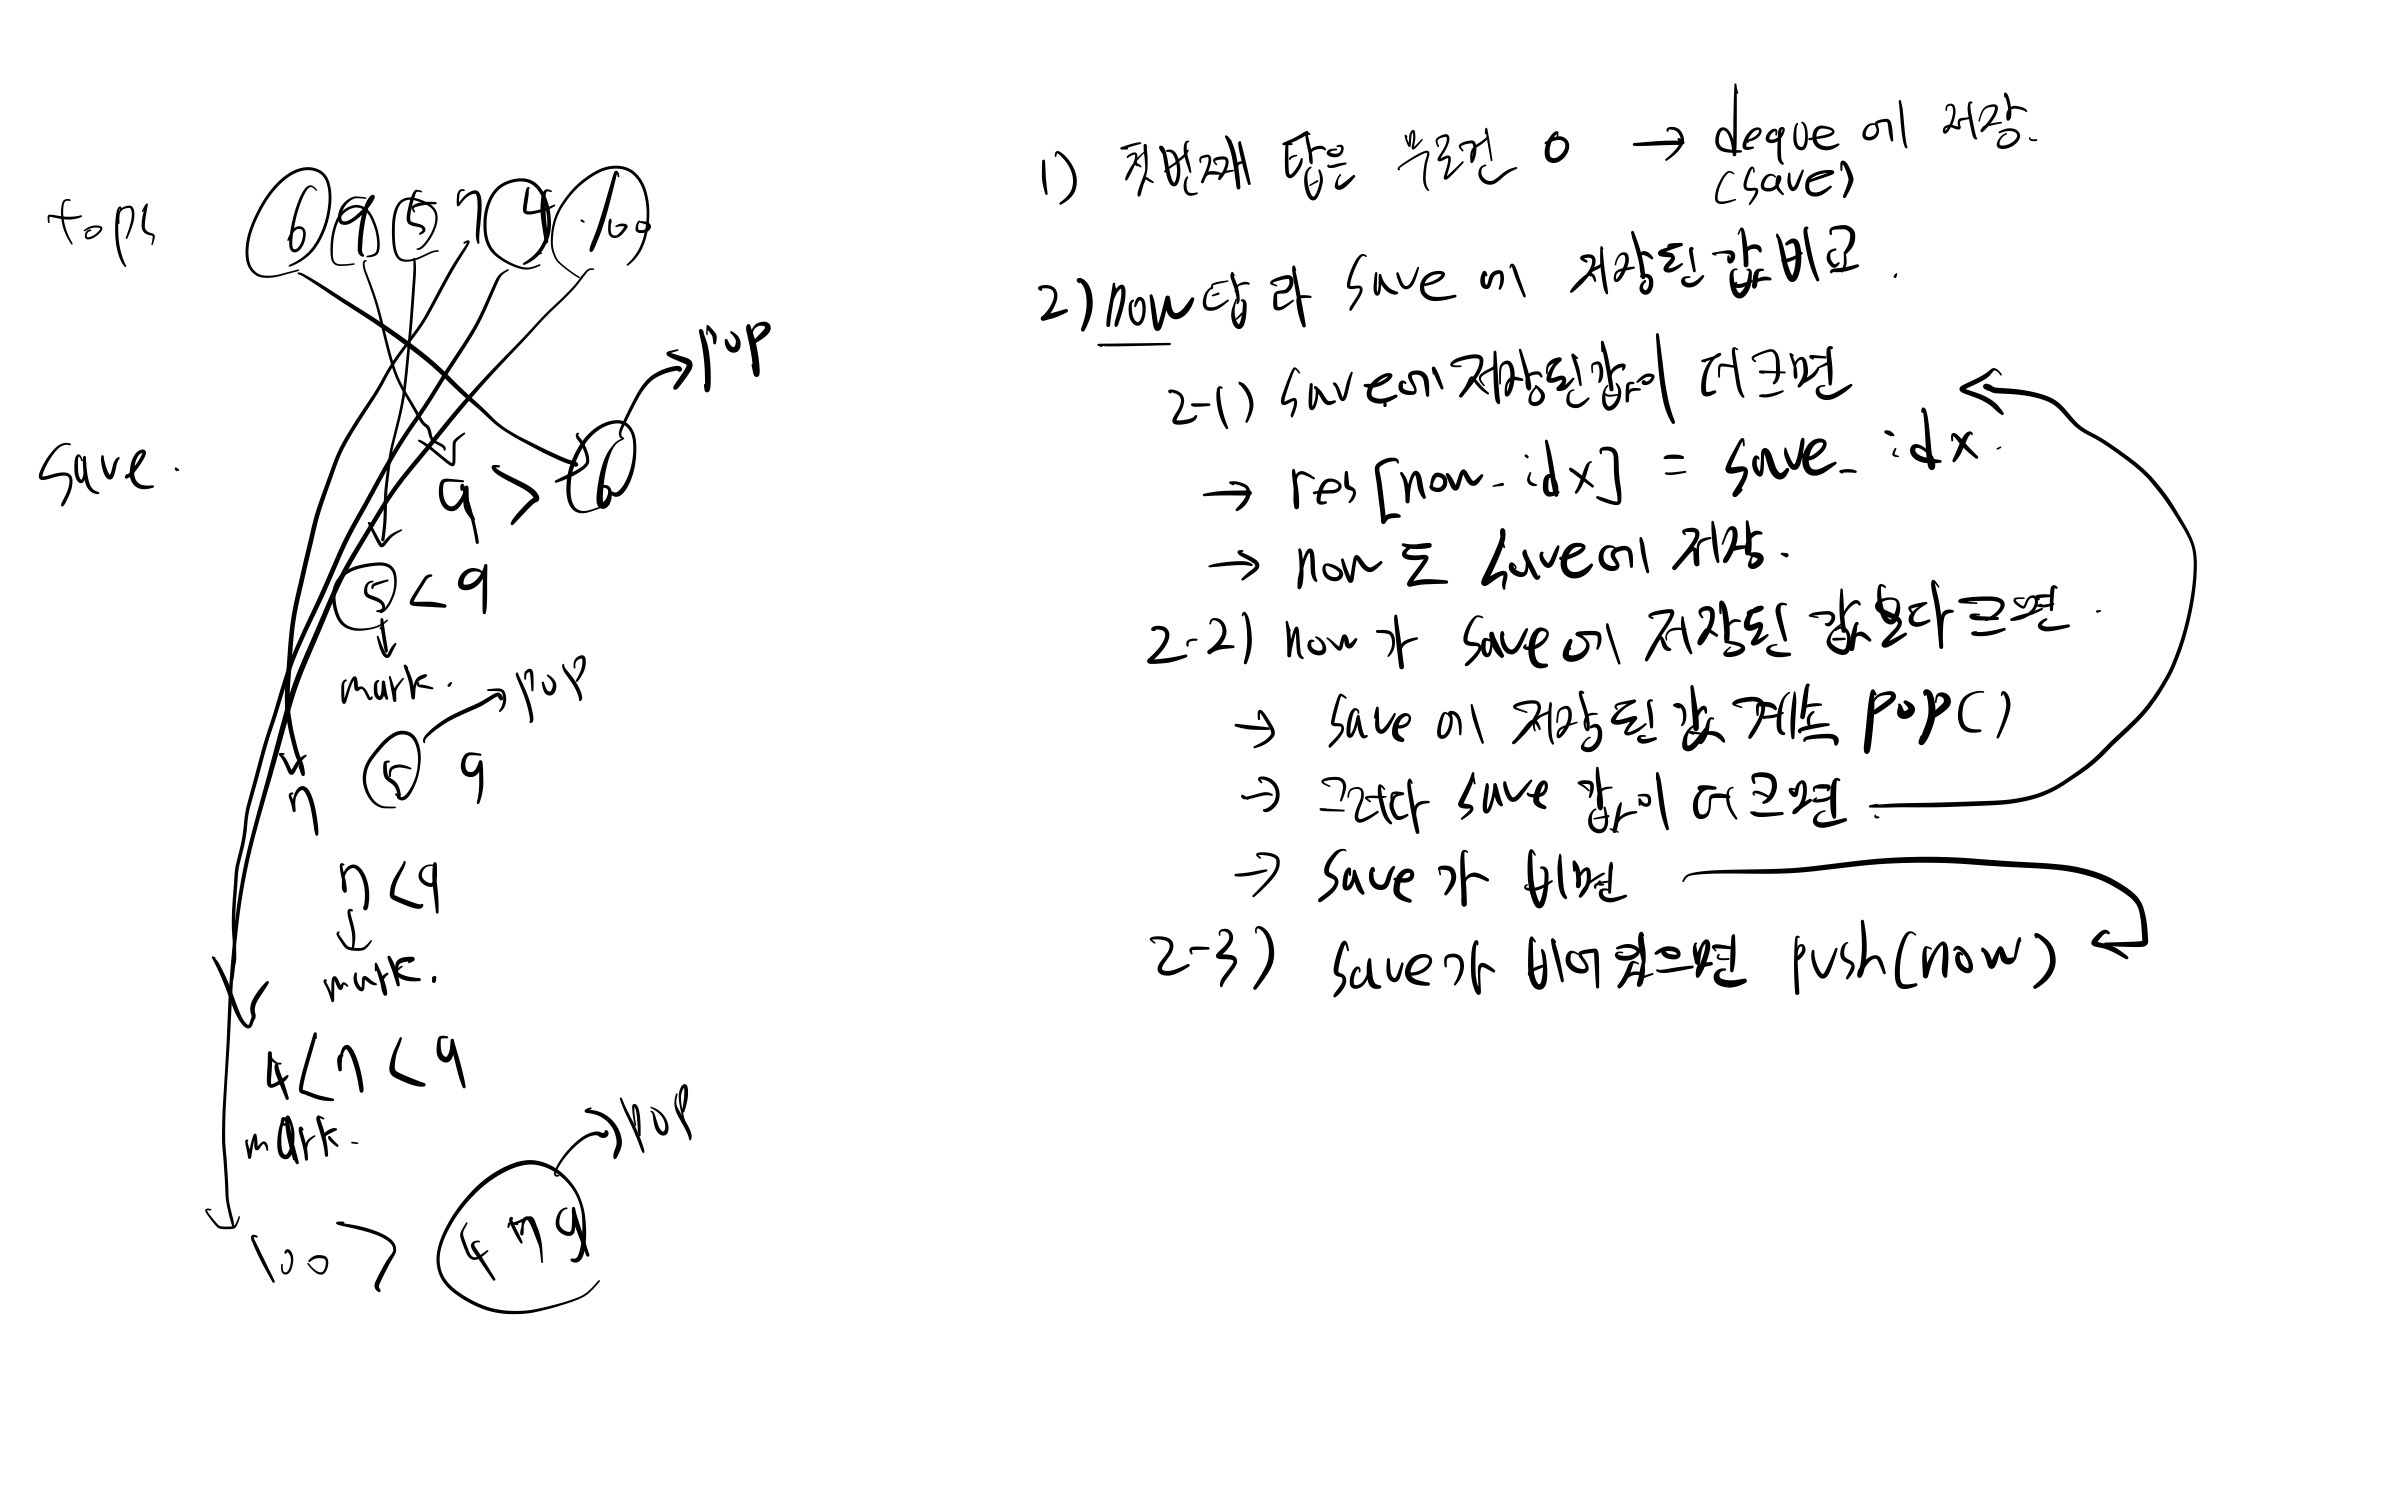 top 6 9 5 7 4 100
save.
pop
9 > 6
5 < 9
mark.
pop
7 5 9
7 < 9
mark.
4 < 7 < 9
mark.
pop
100 > 4 7 9
1) 첫번째 탑은 무조건 0 → deque에 저장.
(save)
2) now 탑과 save에 저장된 값 비교.
2-1) save에 저장된 값이 더 크면
→ res[now_idx] = save_idx.
→ now도 save에 저장.
2-2) now가 save에 저장된 값보다 크면.
→ save에 저장된 값 계속 pop()
→ 그러다 save 값이 더 크면
→ save가 비면
2-3) save가 비어있으면 push(now)